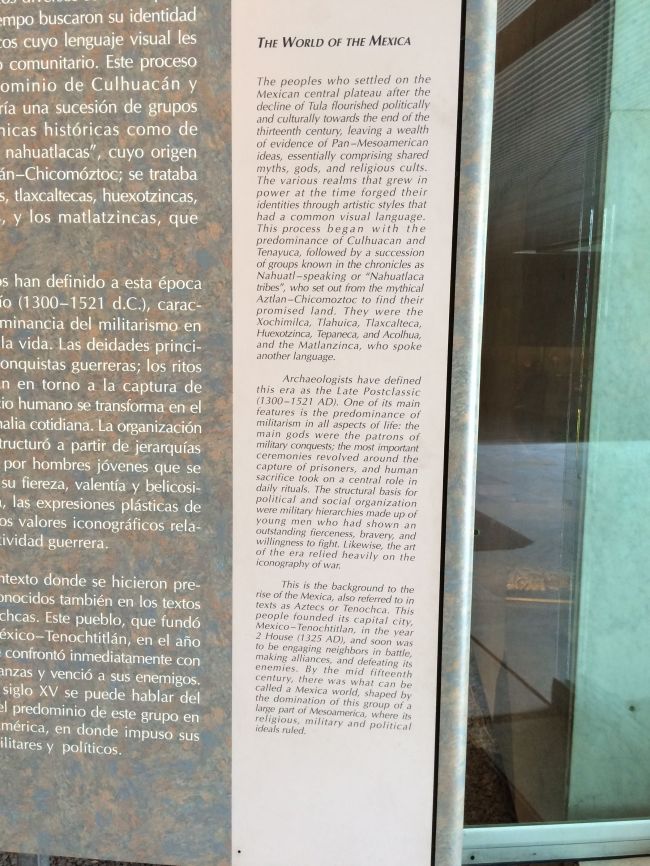 empo buscaron su identidad
cos cuyo lenguaje visual les
o comunitario. Este proceso
ominio de Culhuacán y
ría una sucesión de grupos
nicas históricas como de
nahuatlacas", cuyo origen
án–Chicomóztoc; se trataba
s, tlaxcaltecas, huexotzincas,
s, y los matlatzincas, que
os han definido a esta época
ío (1300–1521 d.C.), carac-
ominancia del militarismo en
la vida. Las deidades princi-
onquistas guerreras; los ritos
n en torno a la captura de
cio humano se transforma en el
nalia cotidiana. La organización
tructuró a partir de jerarquías
por hombres jóvenes que se
su fiereza, valentía y belicosi-
a, las expresiones plásticas de
os valores iconográficos rela-
tividad guerrera.
ntexto donde se hicieron pre-
onocidos también en los textos
chcas. Este pueblo, que fundó
éxico–Tenochtitlán, en el año
e confrontó inmediatamente con
anzas y venció a sus enemigos.
siglo XV se puede hablar del
el predominio de este grupo en
américa, en donde impuso sus
ilitares y políticos.
THE WORLD OF THE MEXICA
The peoples who settled on the
Mexican central plateau after the
decline of Tula flourished politically
and culturally towards the end of the
thirteenth century, leaving a wealth
of evidence of Pan–Mesoamerican
ideas, essentially comprising shared
myths, gods, and religious cults.
The various realms that grew in
power at the time forged their
identities through artistic styles that
had a common visual language.
This process began with the
predominance of Culhuacan and
Tenayuca, followed by a succession
of groups known in the chronicles as
Nahuatl–speaking or "Nahuatlaca
tribes", who set out from the mythical
Aztlan–Chicomoztoc to find their
promised land. They were the
Xochimilca, Tlahuica, Tlaxcalteca,
Huexotzinca, Tepaneca, and Acolhua,
and the Matlanzinca, who spoke
another language.
Archaeologists have defined
this era as the Late Postclassic
(1300–1521 AD). One of its main
features is the predominance of
militarism in all aspects of life: the
main gods were the patrons of
military conquests; the most important
ceremonies revolved around the
capture of prisoners, and human
sacrifice took on a central role in
daily rituals. The structural basis for
political and social organization
were military hierarchies made up of
young men who had shown an
outstanding fierceness, bravery, and
willingness to fight. Likewise, the art
of the era relied heavily on the
iconography of war.
This is the background to the
rise of the Mexica, also referred to in
texts as Aztecs or Tenochca. This
people founded its capital city,
Mexico–Tenochtitlan, in the year
2 House (1325 AD), and soon was
to be engaging neighbors in battle,
making alliances, and defeating its
enemies. By the mid fifteenth
century, there was what can be
called a Mexica world, shaped by
the domination of this group of a
large part of Mesoamerica, where its
religious, military and political
ideals ruled.